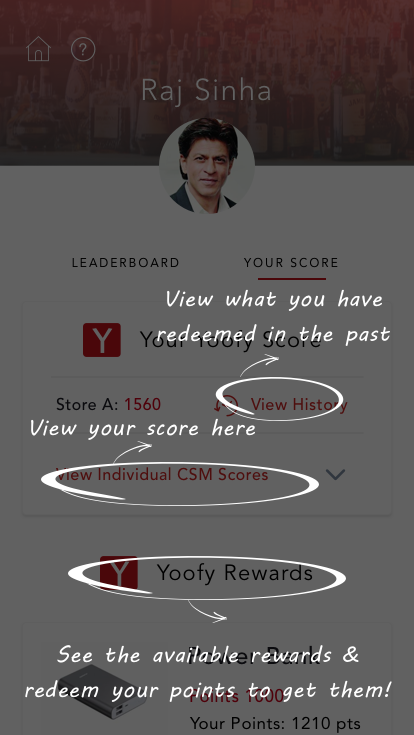 ?
Raj Sinha
LEADERBOARD
YOUR SCORE
View what you have
redeemed in the past
Y
Your Yoofy Score
Store A: 1560
View History
View your score here
View Individual CSM Scores
Y
Yoofy Rewards
See the available rewards &
redeem your points to get them!
Power Bank
Points 1000
Your Points: 1210 pts